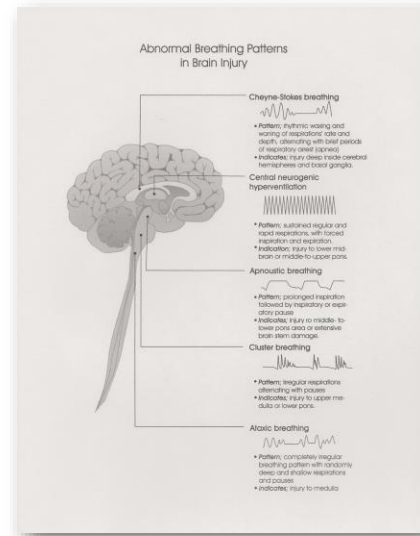 Abnormal Breathing Patterns
in Brain Injury
Cheyne-Stokes breathing
• Pattern; rhythmic waxing and
waning of respirations' rate and
depth, alternating with brief periods
of respiratory arrest (apnea)
• Indicates; injury deep inside cerebral
hemispheres and basal ganglia.
Central neurogenic
hyperventilation
• Pattern; sustained regular and
rapid respirations, with forced
inspiration and expiration.
• Indication; injury to lower mid-
brain or middle-to-upper pons.
Apnoustic breathing
• Pattern; prolonged inspiration
followed by inspiratory or expir-
atory pause
• Indicates; injury ro middle- to-
lower pons area or extensive
brain stem damage.
Cluster breathing
• Pattern; irregular respirations
alternating with pauses
• Indicates; injury to upper me-
dulla or lower pons.
Ataxic breathing
• Pattern; completely irregular
breathing pattern with randomly
deep and shallow respirations
and pauses
• Indicates; injury to medulla